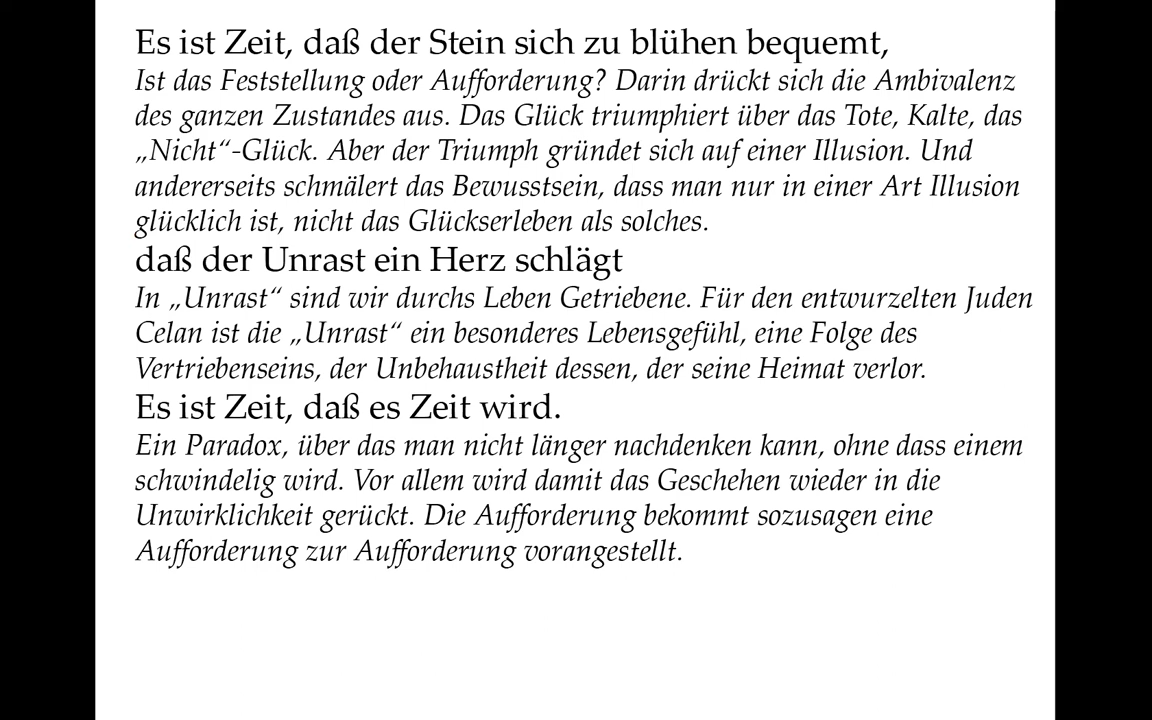 Es ist Zeit, daß der Stein sich zu blühen bequemt,
Ist das Feststellung oder Aufforderung? Darin drückt sich die Ambivalenz
des ganzen Zustandes aus. Das Glück triumphiert über das Tote, Kalte, das
„Nicht“-Glück. Aber der Triumph gründet sich auf einer Illusion. Und
andererseits schmälert das Bewusstsein, dass man nur in einer Art Illusion
glücklich ist, nicht das Glückserleben als solches.
daß der Unrast ein Herz schlägt
In „Unrast“ sind wir durchs Leben Getriebene. Für den entwurzelten Juden
Celan ist die „Unrast“ ein besonderes Lebensgefühl, eine Folge des
Vertriebenseins, der Unbehaustheit dessen, der seine Heimat verlor.
Es ist Zeit, daß es Zeit wird.
Ein Paradox, über das man nicht länger nachdenken kann, ohne dass einem
schwindelig wird. Vor allem wird damit das Geschehen wieder in die
Unwirklichkeit gerückt. Die Aufforderung bekommt sozusagen eine
Aufforderung zur Aufforderung vorangestellt.